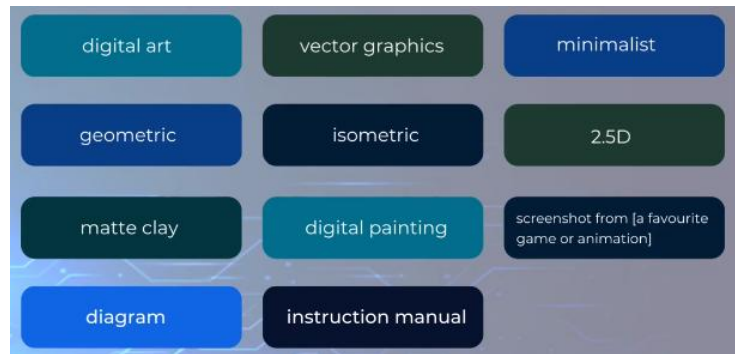 digital art
vector graphics
minimalist
geometric
isometric
2.5D
matte clay
digital painting
screenshot from [a favourite
game or animation]
diagram
instruction manual